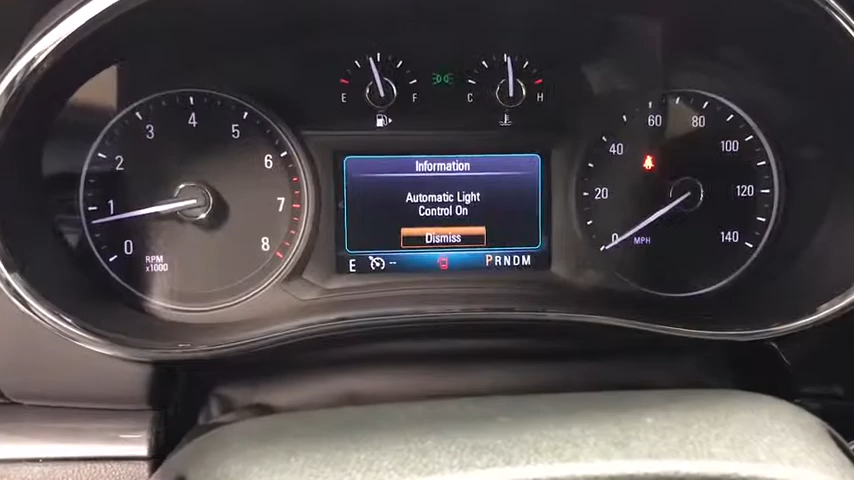 E F
C H
0 1 2 3 4 5 6 7 8
RPM
x1000
Information
Automatic Light
Control On
Dismiss
E -- PRNDM
0 20 40 60 80 100 120 140
MPH